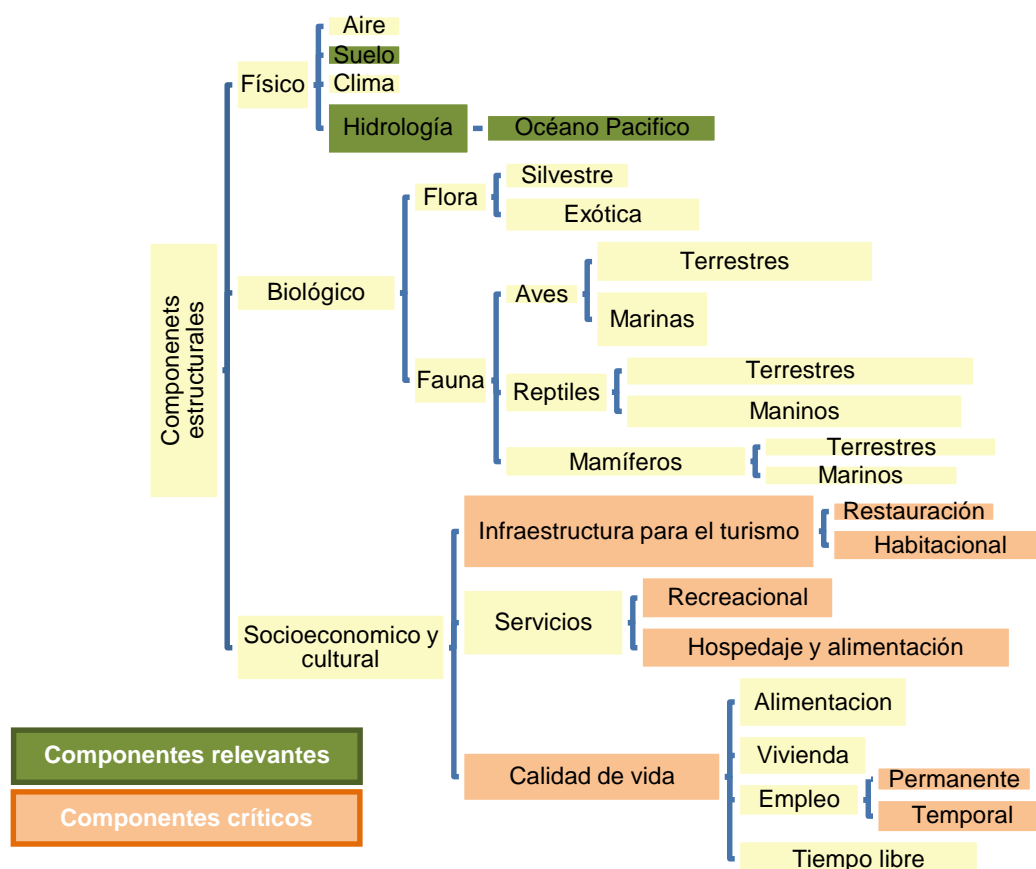 Aire
Suelo
Físico
Clima
Hidrología
Océano Pacifico
Silvestre
Flora
Exótica
Terrestres
Componenets
estructurales
Biológico
Aves
Marinas
Fauna
Terrestres
Reptiles
Maninos
Terrestres
Mamíferos
Marinos
Restauración
Infraestructura para el turismo
Habitacional
Recreacional
Socioeconomico y
cultural
Servicios
Hospedaje y alimentación
Alimentacion
Vivienda
Calidad de vida
Permanente
Empleo
Temporal
Tiempo libre
Componentes relevantes
Componentes críticos